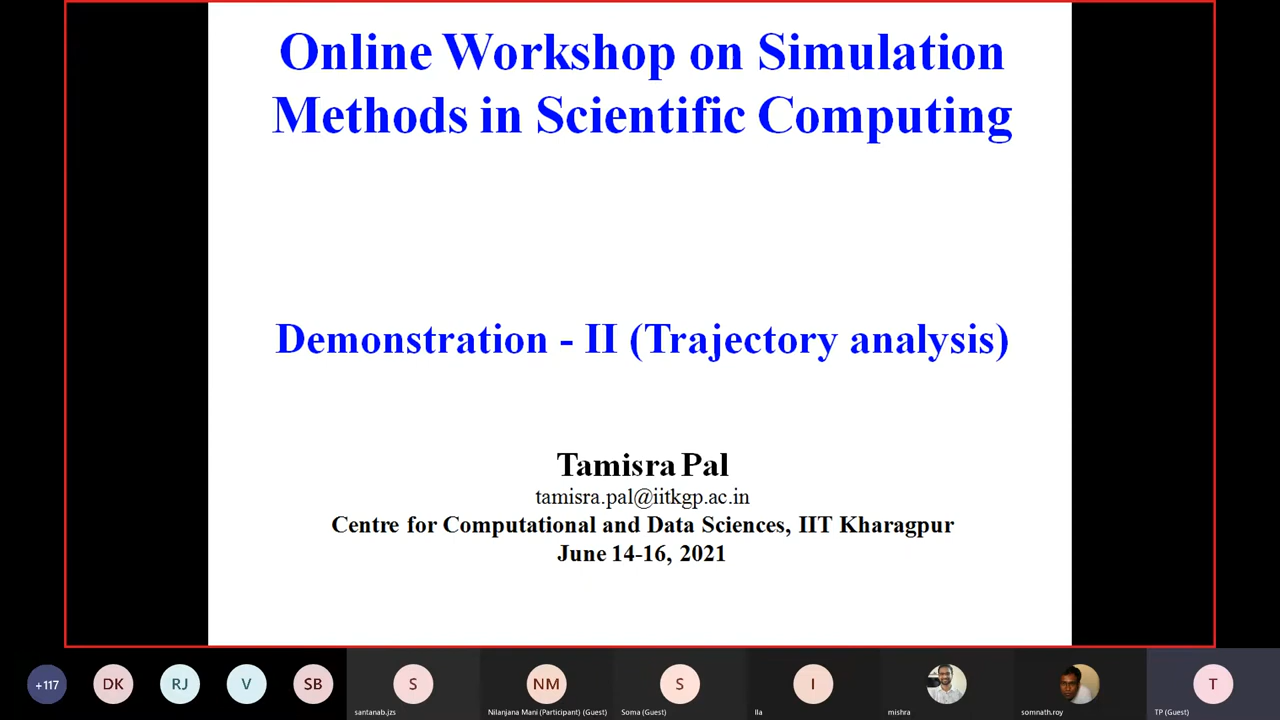 Online Workshop on Simulation
Methods in Scientific Computing
Demonstration - II (Trajectory analysis)
Tamisra Pal
tamisra.pal@iitkgp.ac.in
Centre for Computational and Data Sciences, IIT Kharagpur
June 14-16, 2021
+117
DK
RJ
V
SB
S
NM
S
I
T
santanab.jzs
Nilanjana Mani (Participant) (Guest)
Soma (Guest)
Ila
mishra
somnath.roy
TP (Guest)